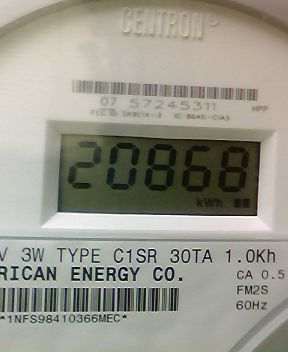 CENTRON®
07 57245311
HPP
20868
kWh
V 3W TYPE C1SR 30TA 1.0Kh
RICAN ENERGY CO.
CA 0.5
FM2S
60Hz
*1NFS98410366MEC*